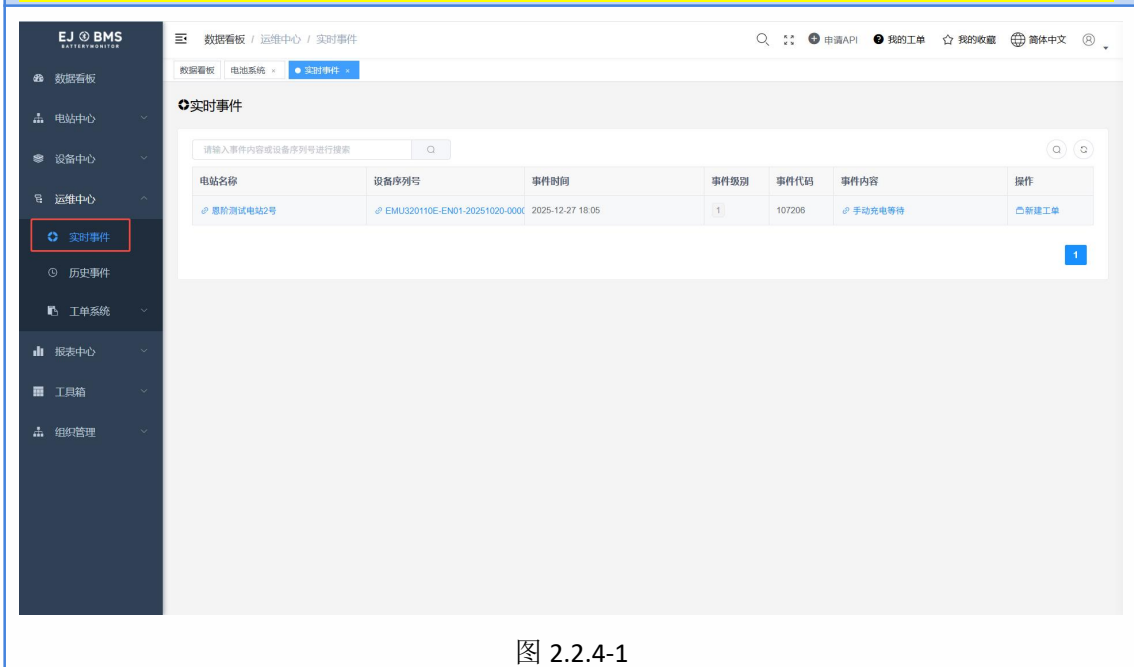 EJ BMS
BATTERYMONITOR
数据看板 / 运维中心 / 实时事件
申请API 我的工单 我的收藏 简体中文
数据看板
电站中心
设备中心
运维中心
实时事件
历史事件
工单系统
报表中心
工具箱
组织管理
数据看板 电池系统 × 实时事件 ×
实时事件
请输入事件内容或设备序列号进行搜索
电站名称 设备序列号 事件时间 事件级别 事件代码 事件内容 操作
恩阶测试电站2号 EMU320110E-EN01-20251020-000 2025-12-27 18:05 1 107206 手动充电等待 新建工单
1
图 2.2.4-1